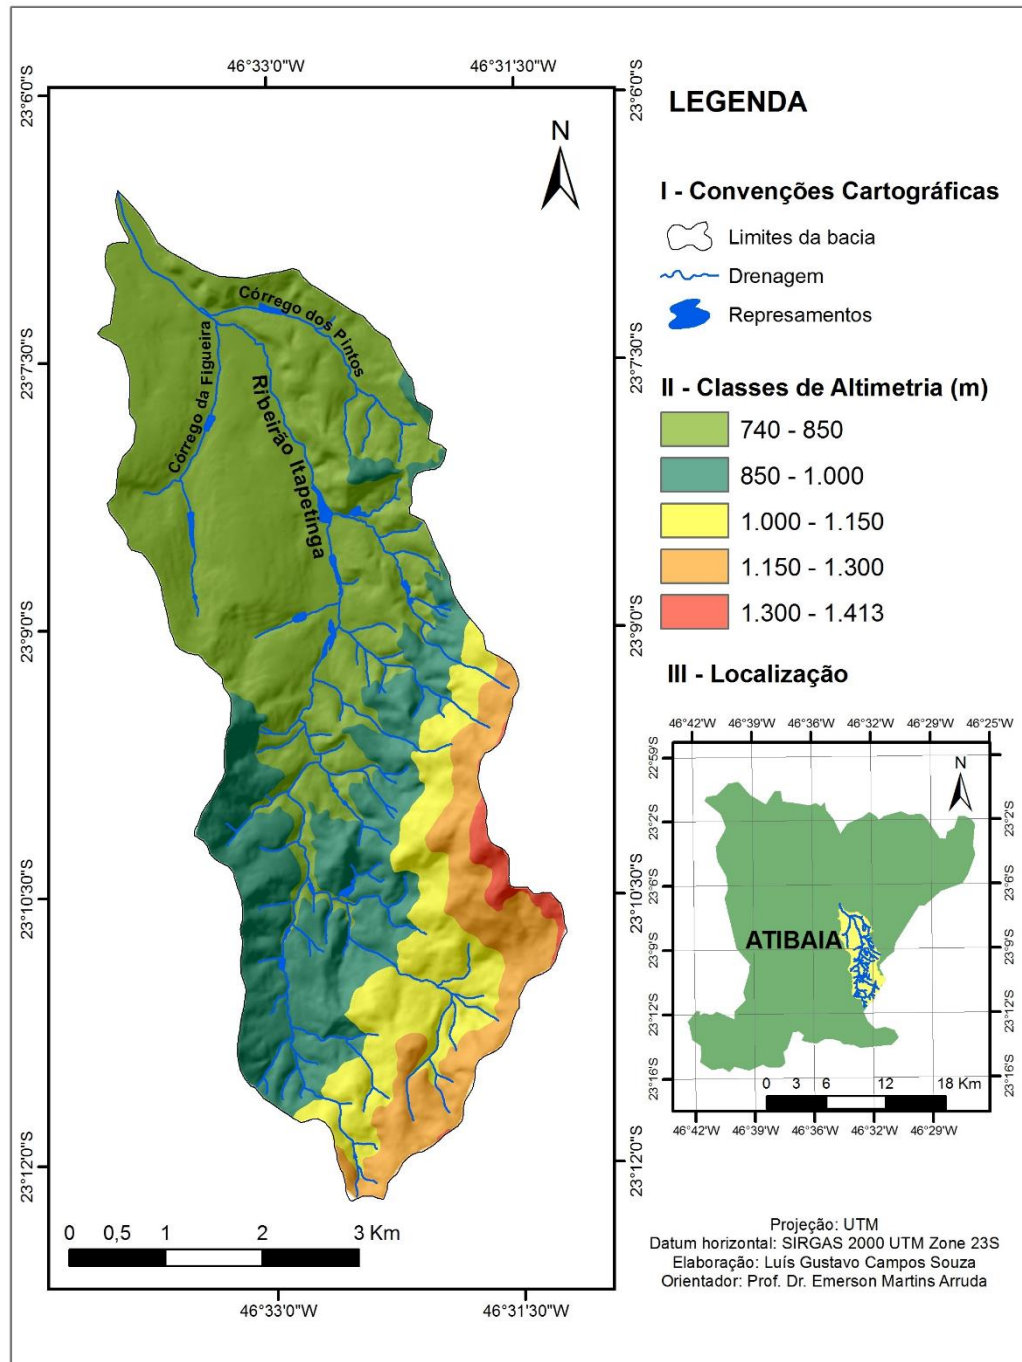 46°33'0"W
46°31'30"W
23°6'0"S
23°6'0"S
N
Córrego dos Pintos
Córrego da Figueira
Ribeirão Itapetinga
23°7'30"S
23°7'30"S
23°9'0"S
23°9'0"S
23°10'30"S
23°10'30"S
23°12'0"S
23°12'0"S
0 0,5 1 2 3 Km
46°33'0"W
46°31'30"W
LEGENDA
I - Convenções Cartográficas
Limites da bacia
Drenagem
Represamentos
II - Classes de Altimetria (m)
740 - 850
850 - 1.000
1.000 - 1.150
1.150 - 1.300
1.300 - 1.413
III - Localização
46°42'W 46°39'W 46°36'W 46°32'W 46°29'W 46°25'W
N
22°59'S
23°2'S
23°2'S
23°6'S
23°6'S
ATIBAIA
23°9'S
23°9'S
23°12'S
23°12'S
23°16'S
23°16'S
0 3 6 12 18 Km
46°42'W 46°39'W 46°36'W 46°32'W 46°29'W
Projeção: UTM
Datum horizontal: SIRGAS 2000 UTM Zone 23S
Elaboração: Luís Gustavo Campos Souza
Orientador: Prof. Dr. Emerson Martins Arruda